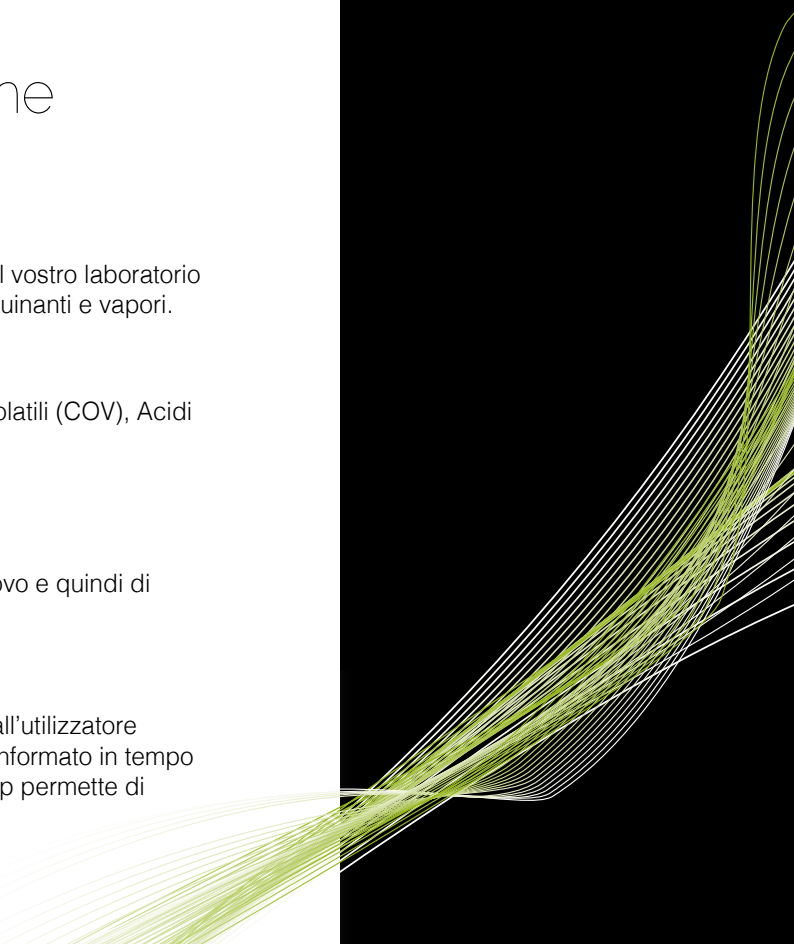 ne
l vostro laboratorio
uinanti e vapori.
olatili (COV), Acidi
ovo e quindi di
all’utilizzatore
nformato in tempo
p permette di